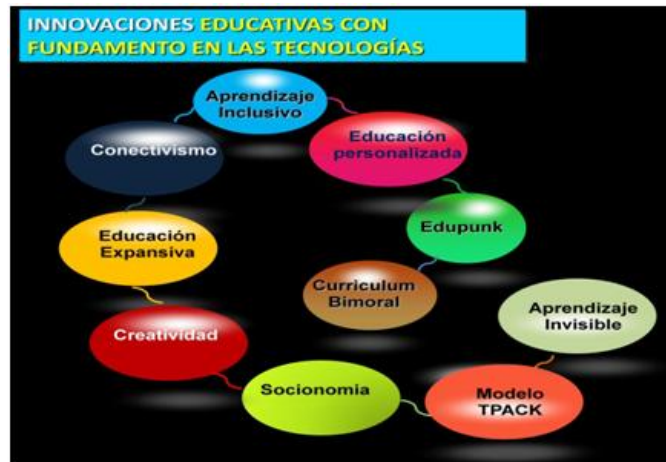 INNOVACIONES EDUCATIVAS CON
FUNDAMENTO EN LAS TECNOLOGÍAS
Aprendizaje
Inclusivo
Educación
personalizada
Conectivismo
Edupunk
Educación
Expansiva
Curriculum
Bimoral
Aprendizaje
Invisible
Creatividad
Socionomia
Modelo
TPACK